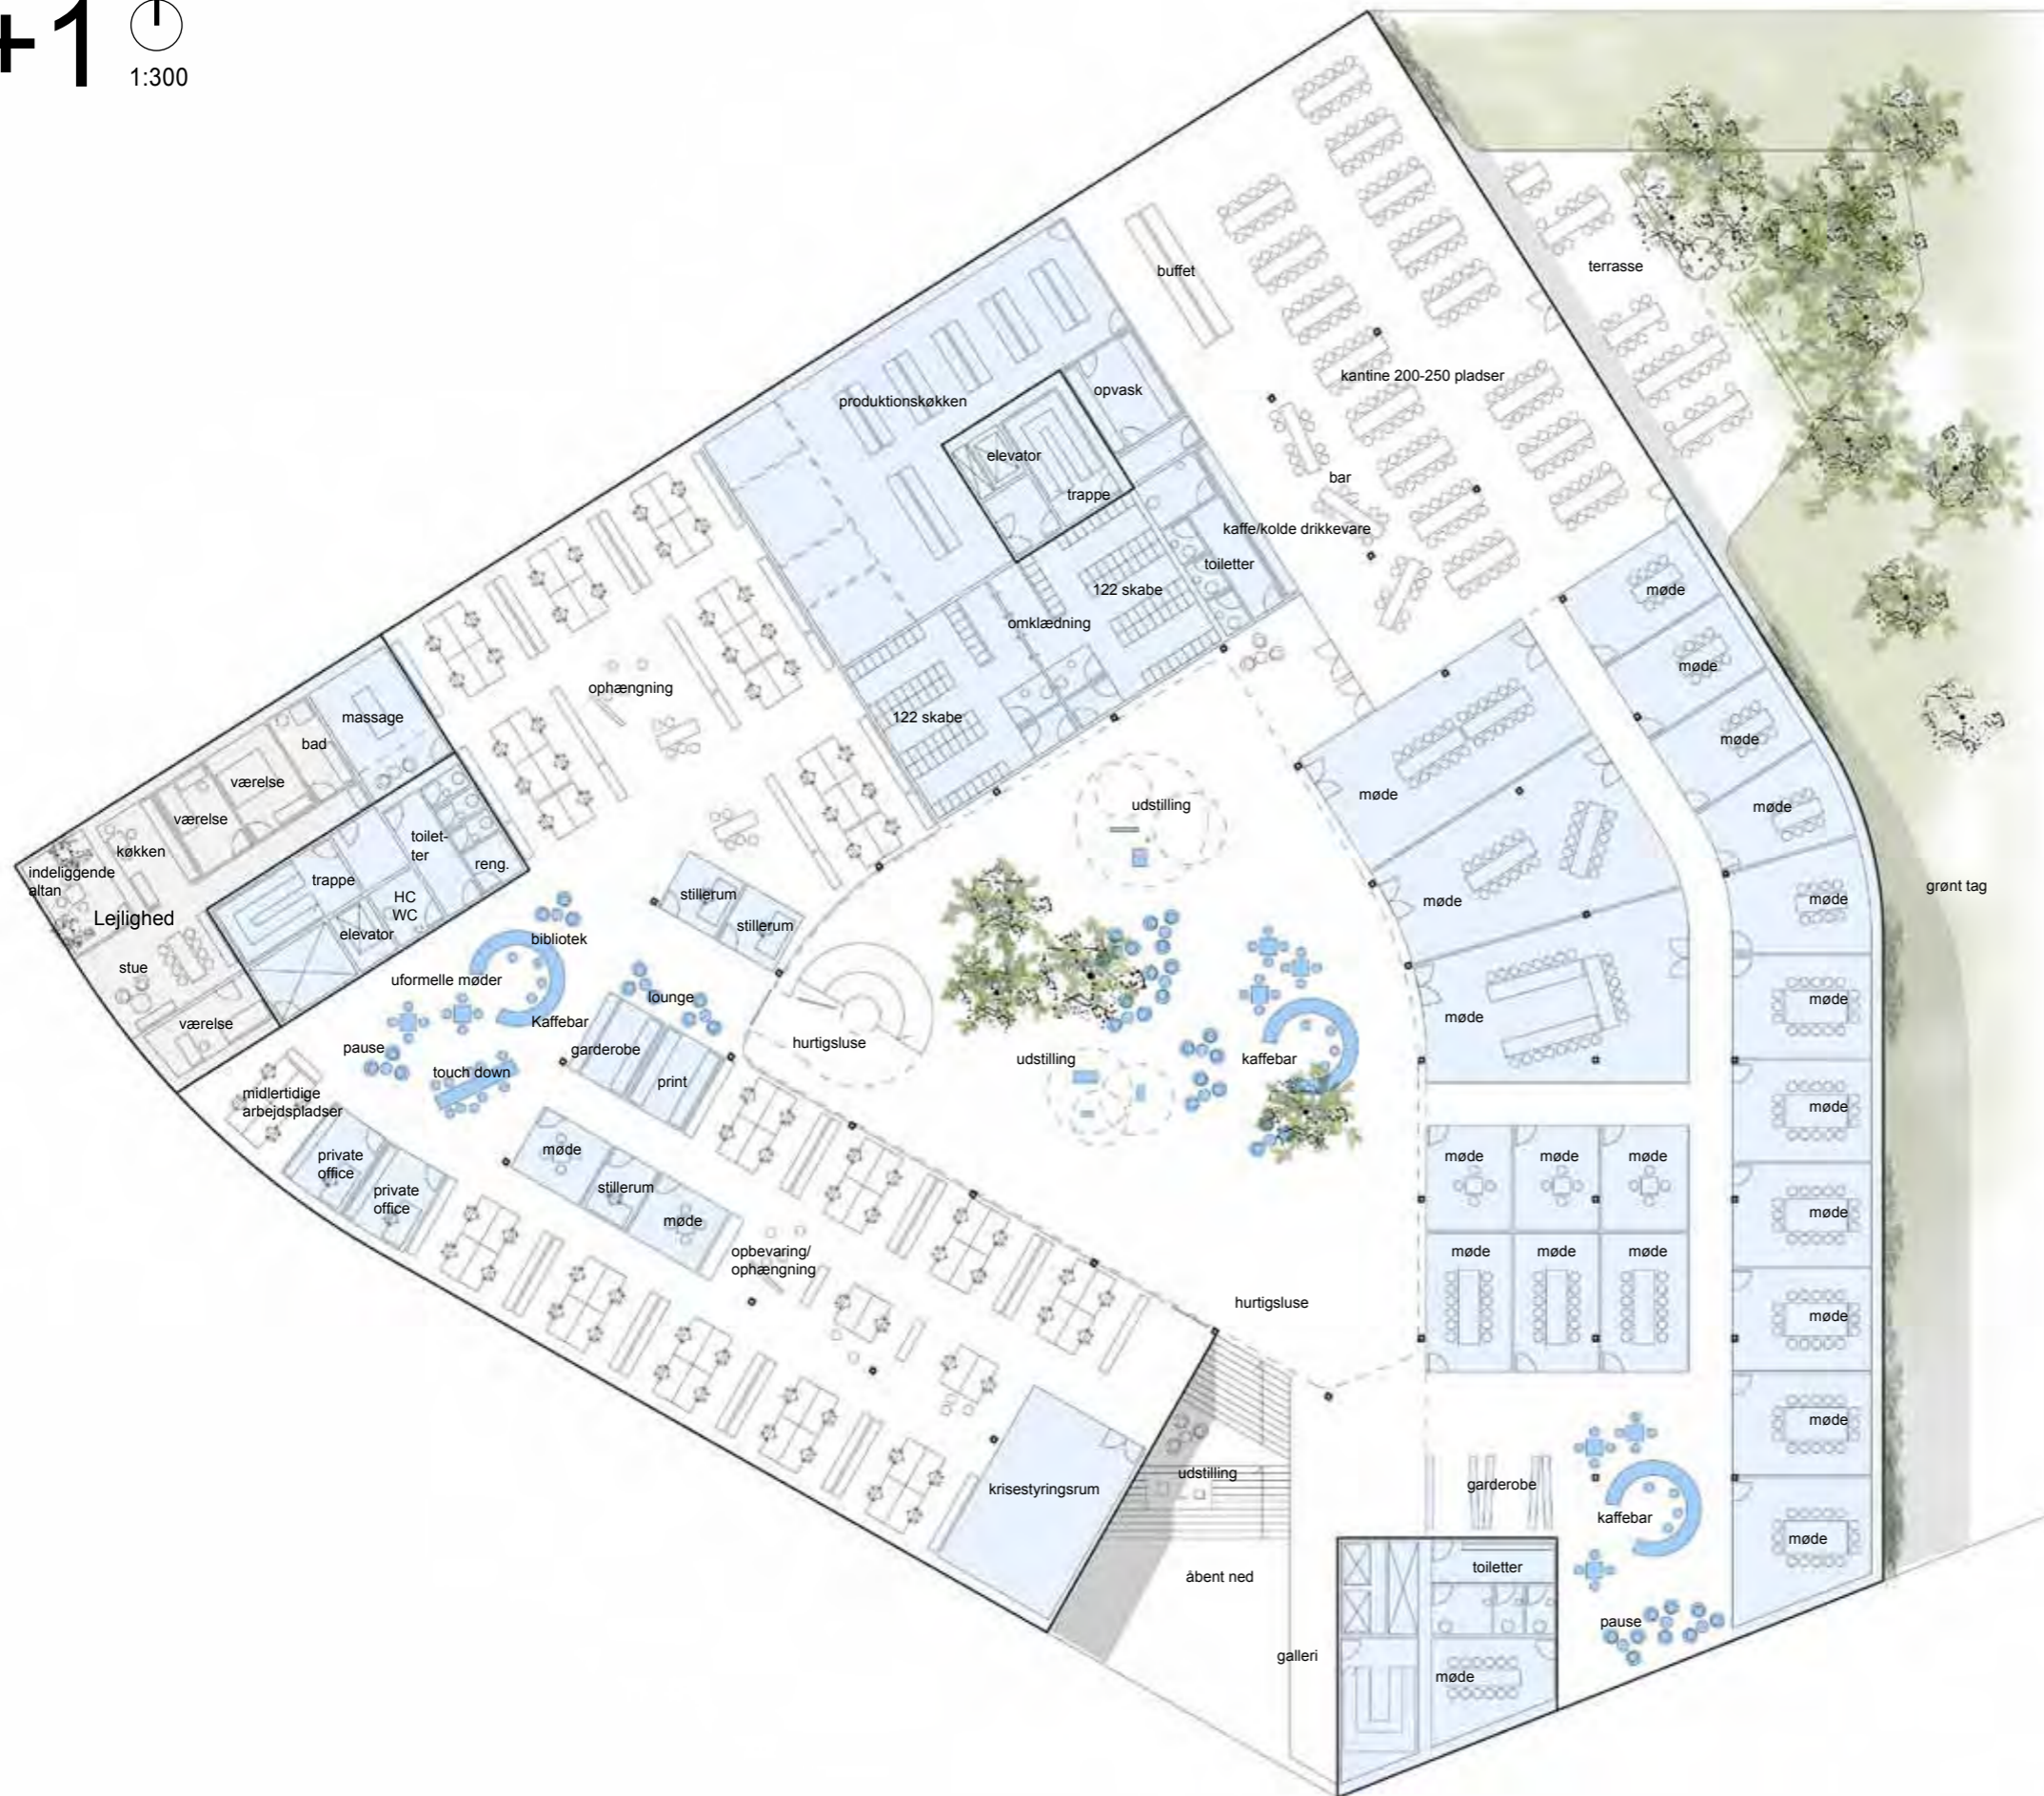 +1
1:300
buffet
terrasse
kantine 200-250 pladser
opvask
produktionskøkken
elevator
trappe
bar
kaffe/kolde drikkevare
toiletter
122 skabe
omklædning
122 skabe
møde
møde
møde
møde
møde
møde
møde
møde
møde
møde
møde
grønt tag
ophængning
massage
bad
værelse
værelse
køkken
indeliggende
altan
Lejlighed
stue
værelse
trappe
toilet-
ter
reng.
HC
WC
elevator
møde
møde
møde
udstilling
stillerum
stillerum
bibliotek
uformelle møder
lounge
Kaffebar
garderobe
print
pause
touch down
midlertidige
arbejdspladser
private
office
private
office
møde
stillerum
møde
opbevaring/
ophængning
hurtigsluse
udstilling
kaffebar
møde
møde
møde
møde
møde
møde
hurtigsluse
krisestyringsrum
udstilling
åbent ned
galleri
garderobe
kaffebar
toiletter
pause
møde